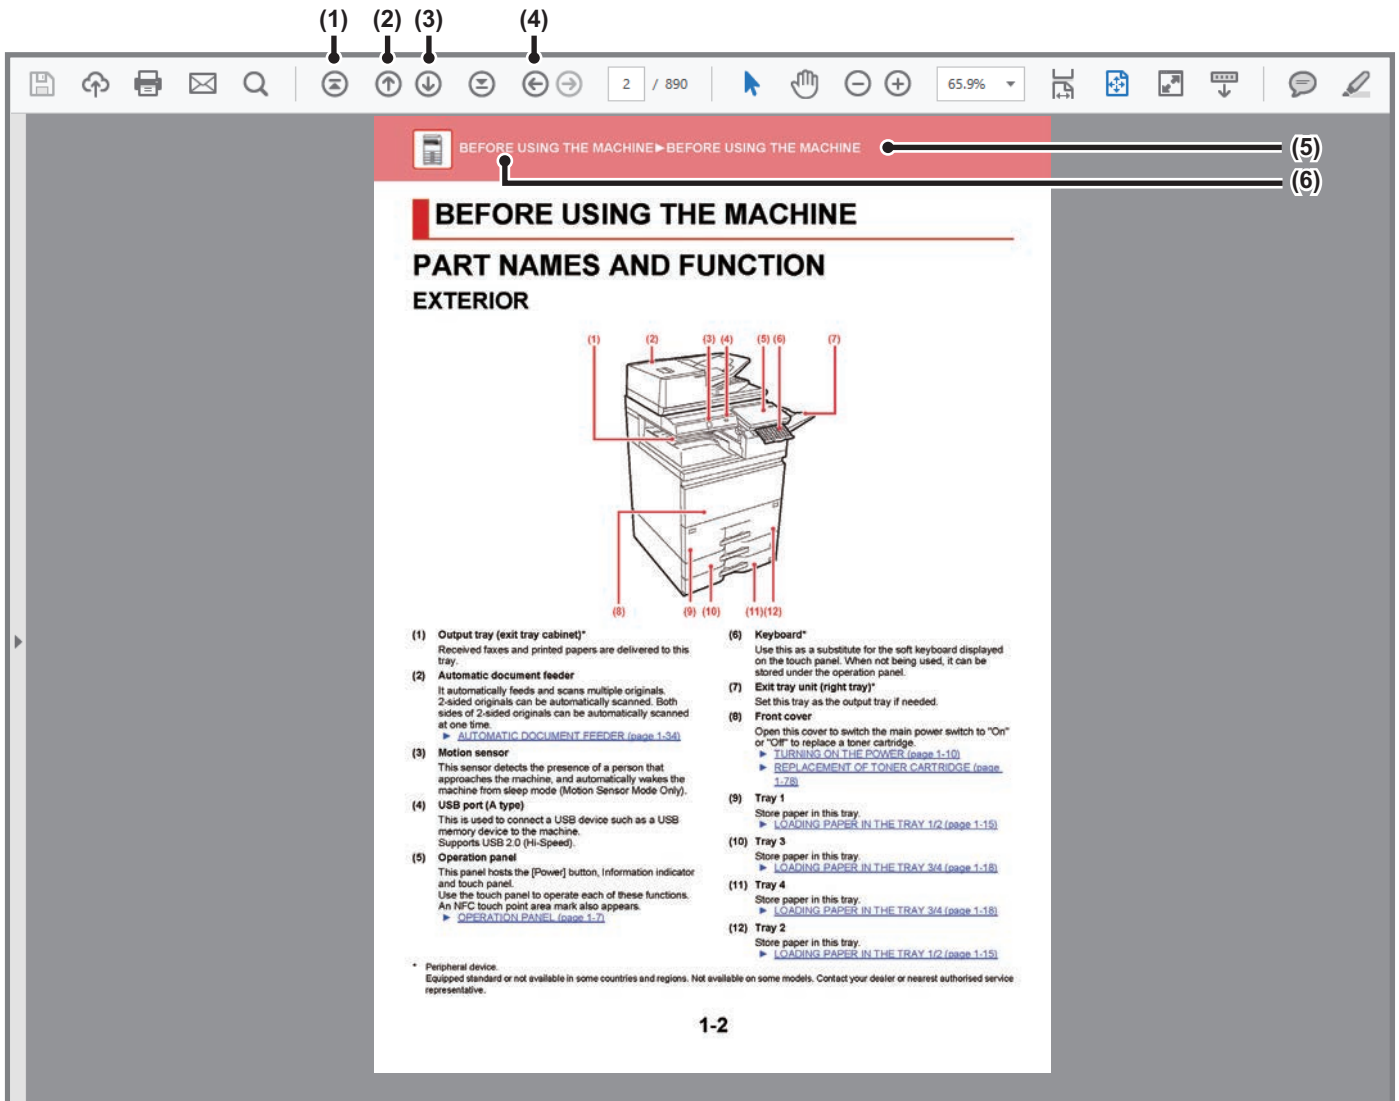 (1) (2) (3) (4)
2 / 890 65.9%
BEFORE USING THE MACHINE►BEFORE USING THE MACHINE
(5)
(6)
BEFORE USING THE MACHINE
PART NAMES AND FUNCTION
EXTERIOR
(1) (2) (3) (4) (5) (6) (7)
(8) (9) (10) (11)(12)
(1) Output tray (exit tray cabinet)*
Received faxes and printed papers are delivered to this
tray.
(2) Automatic document feeder
It automatically feeds and scans multiple originals.
2-sided originals can be automatically scanned. Both
sides of 2-sided originals can be automatically scanned
at one time.
► AUTOMATIC DOCUMENT FEEDER (page 1-34)
(3) Motion sensor
This sensor detects the presence of a person that
approaches the machine, and automatically wakes the
machine from sleep mode (Motion Sensor Mode Only).
(4) USB port (A type)
This is used to connect a USB device such as a USB
memory device to the machine.
Supports USB 2.0 (Hi-Speed).
(5) Operation panel
This panel hosts the [Power] button, Information indicator
and touch panel.
Use the touch panel to operate each of these functions.
An NFC touch point area mark also appears.
► OPERATION PANEL (page 1-7)
(6) Keyboard*
Use this as a substitute for the soft keyboard displayed
on the touch panel. When not being used, it can be
stored under the operation panel.
(7) Exit tray unit (right tray)*
Set this tray as the output tray if needed.
(8) Front cover
Open this cover to switch the main power switch to "On"
or "Off" to replace a toner cartridge.
► TURNING ON THE POWER (page 1-10)
► REPLACEMENT OF TONER CARTRIDGE (page
1-78)
(9) Tray 1
Store paper in this tray.
► LOADING PAPER IN THE TRAY 1/2 (page 1-15)
(10) Tray 3
Store paper in this tray.
► LOADING PAPER IN THE TRAY 3/4 (page 1-18)
(11) Tray 4
Store paper in this tray.
► LOADING PAPER IN THE TRAY 3/4 (page 1-18)
(12) Tray 2
Store paper in this tray.
► LOADING PAPER IN THE TRAY 1/2 (page 1-15)
* Peripheral device.
Equipped standard or not available in some countries and regions. Not available on some models. Contact your dealer or nearest authorised service
representative.
1-2